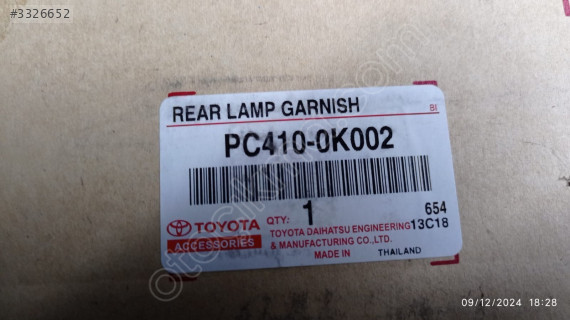 #3326652
REAR LAMP GARNISH
BI
PC410-0K002
TOYOTA
ACCESSORIES
QTY: 1
654
13C18
TOYOTA DAIHATSU ENGINEERING
& MANUFACTURING CO.,LTD.
MADE IN THAILAND
09/12/2024 18:28